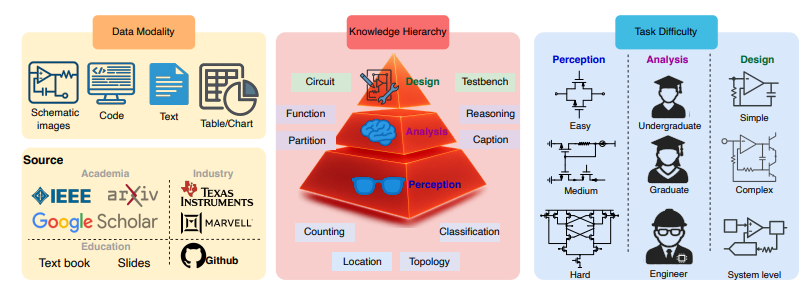 Data Modality
Schematic
images
Code
Text
Table/Chart
Source
Academia
Industry
IEEE
arXiv
TEXAS
INSTRUMENTS
Google Scholar
MARVELL
Education
Text book
Slides
Github
Knowledge Hierarchy
Circuit
Design
Testbench
Function
Reasoning
Partition
Analysis
Caption
Perception
Counting
Classification
Location
Topology
Task Difficulty
Perception
Analysis
Design
Easy
Undergraduate
Simple
Medium
Graduate
Complex
Hard
Engineer
System level